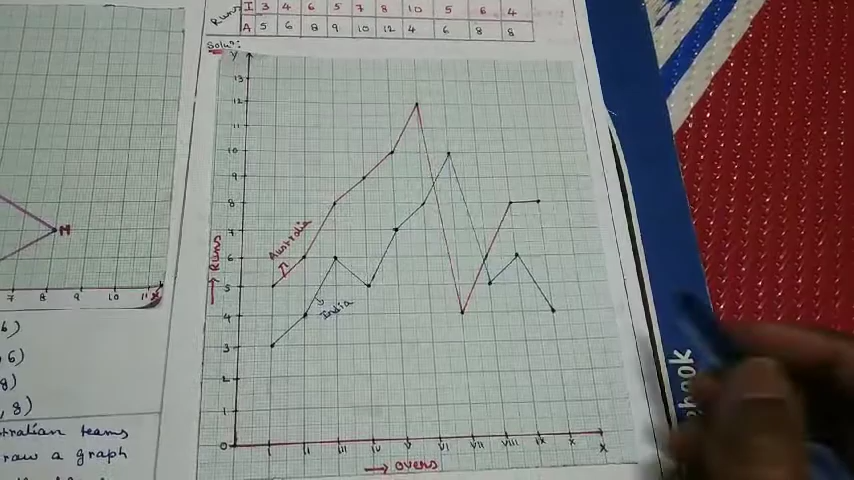 Runs
I 3 4 6 5 7 8 10 5 6 4
A 5 6 8 9 10 12 4 6 8 8
Solun:
Y
13
12
11
10
9
8
7
6
5
4
3
2
1
0
Runs
Australia
India
I II III IV V VI VII VIII IX X X
overs
H
7 8 9 10 11 X
6)
,6)
8)
, 8)
tralian teams
raw a graph
book